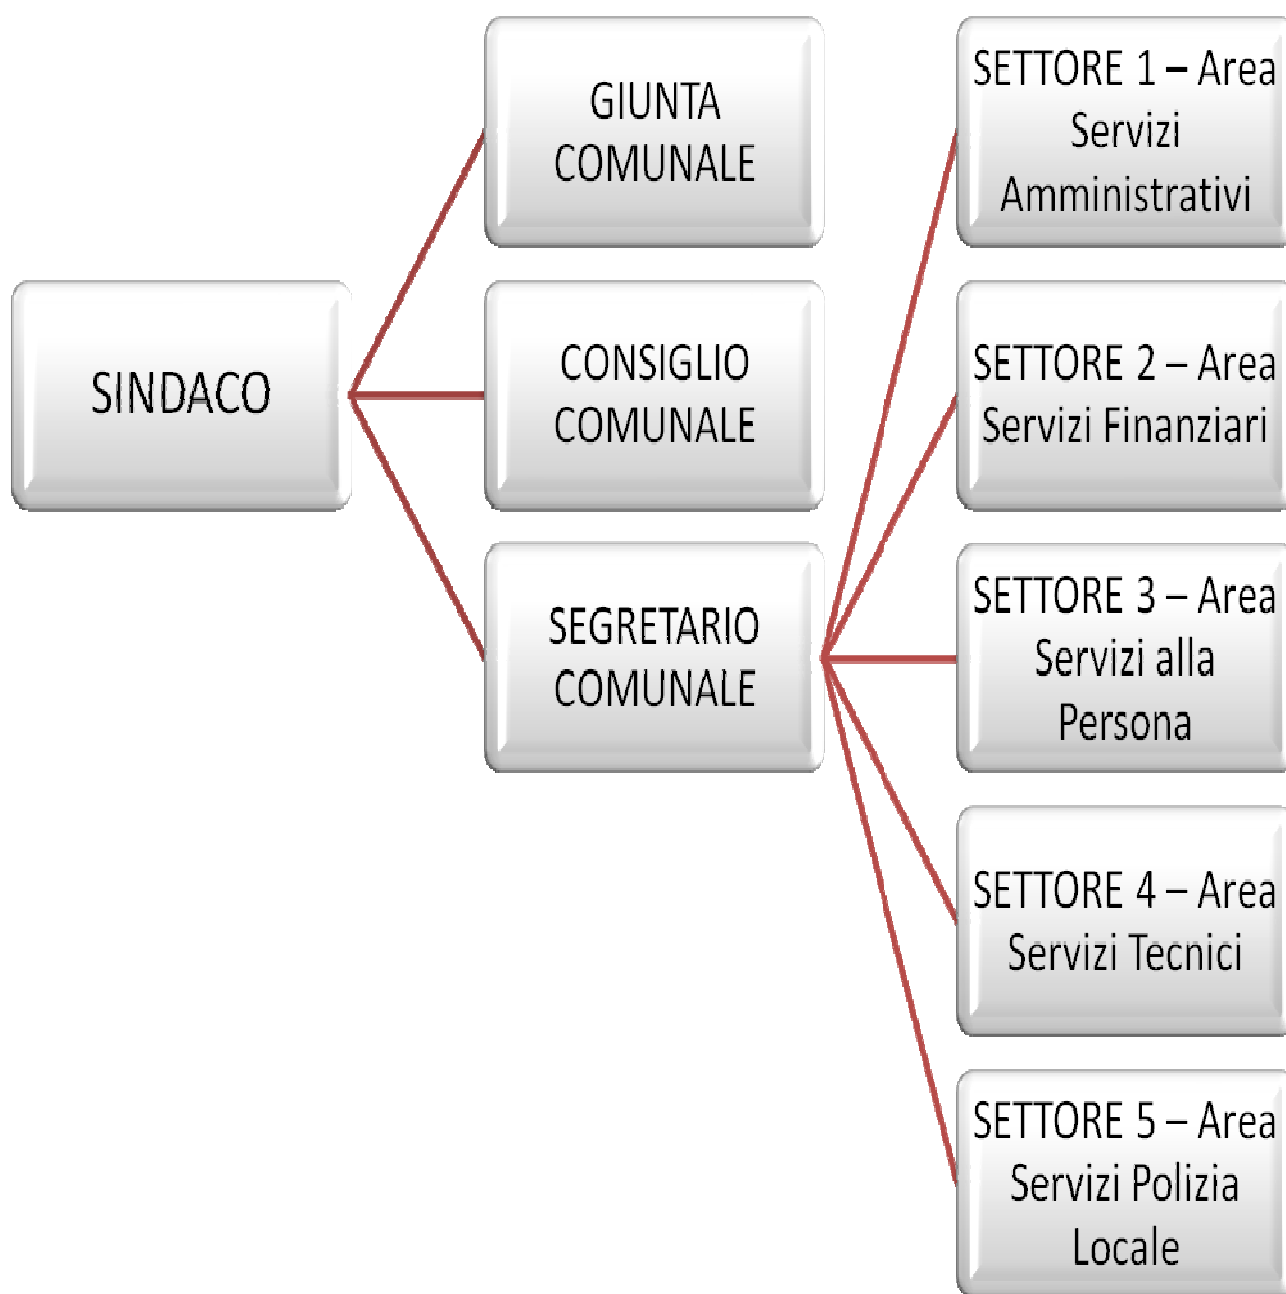 SINDACO
GIUNTA
COMUNALE
CONSIGLIO
COMUNALE
SEGRETARIO
COMUNALE
SETTORE 1 – Area
Servizi
Amministrativi
SETTORE 2 – Area
Servizi Finanziari
SETTORE 3 – Area
Servizi alla
Persona
SETTORE 4 – Area
Servizi Tecnici
SETTORE 5 – Area
Servizi Polizia
Locale